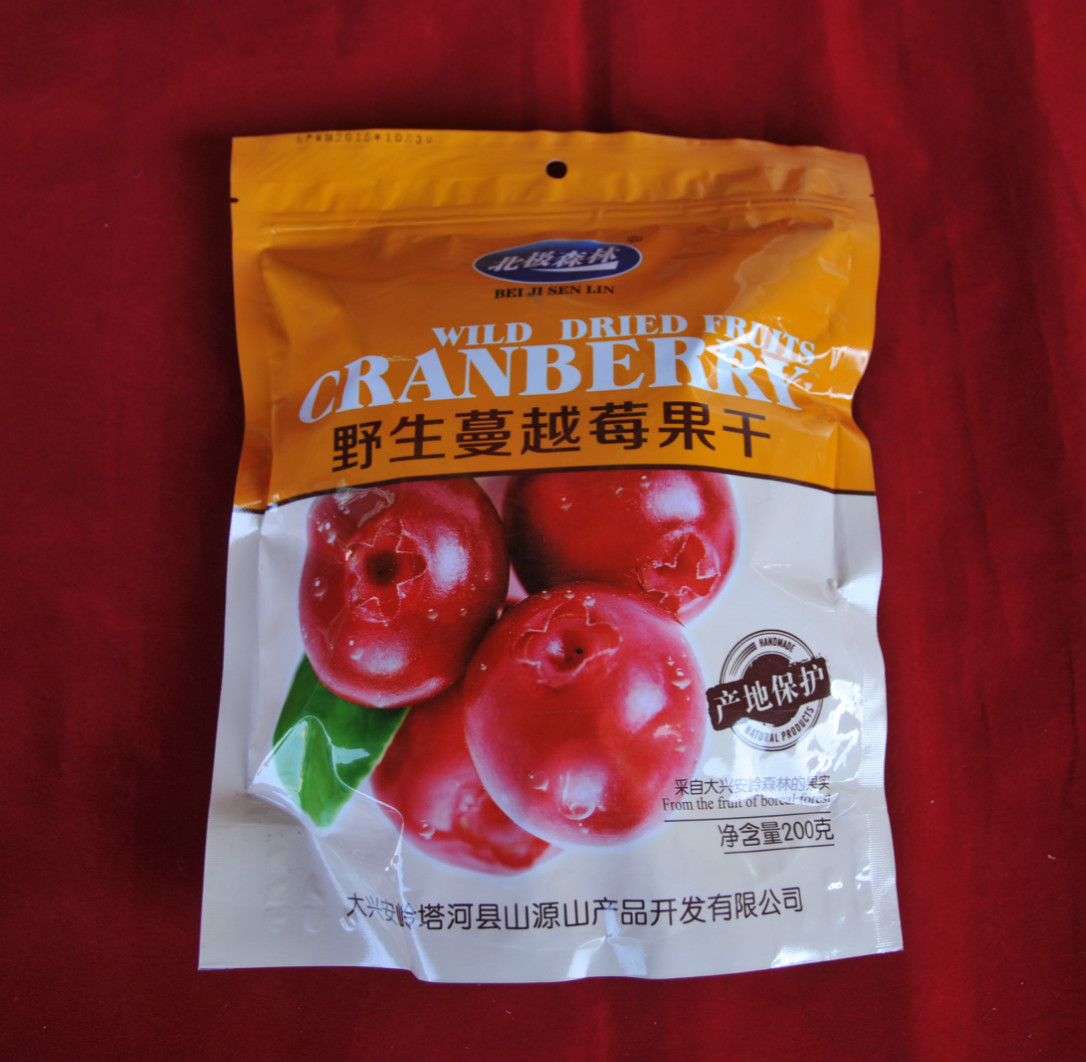 北极森林
BEI JI SEN LIN
WILD DRIED FRUITS
CRANBERRY
野生蔓越莓果干
HANDMADE
产地保护
NATURAL PRODUCTS
采自大兴安岭森林的果实
From the fruit of boreal forest
净含量200克
大兴安岭塔河县山源山产品开发有限公司